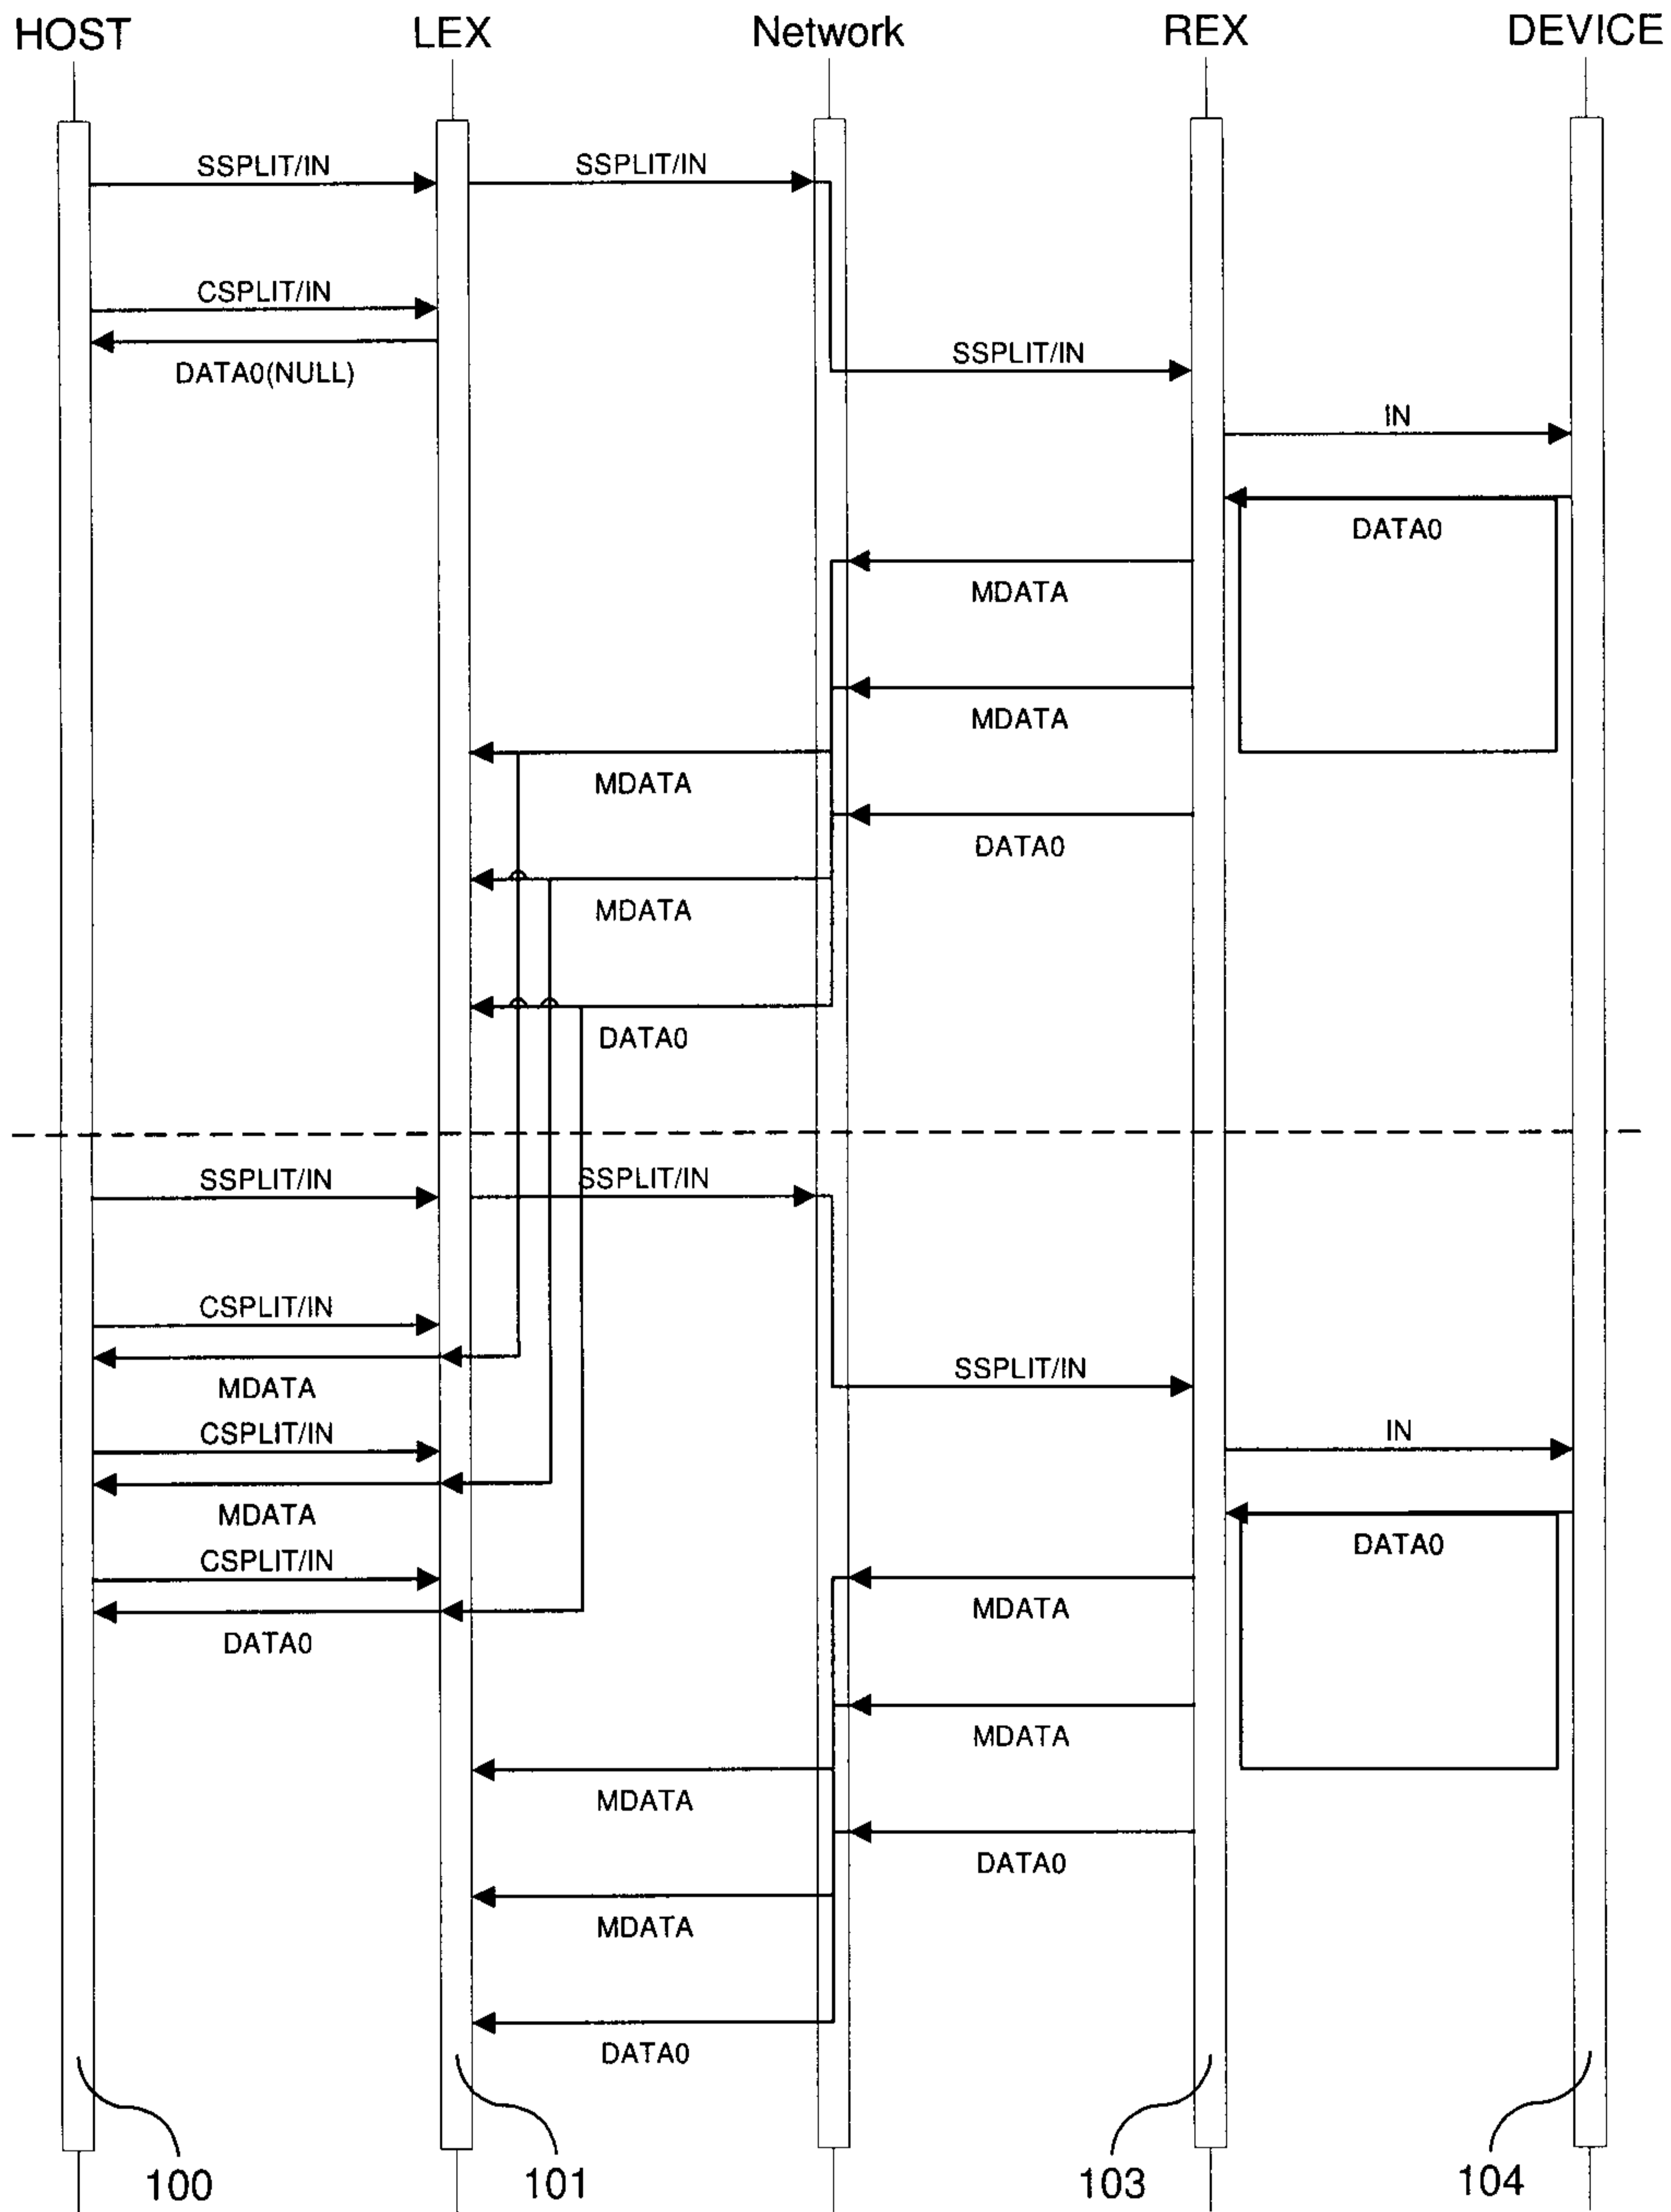 HOST LEX Network REX DEVICE
SSPLIT/IN SSPLIT/IN
CSPLIT/IN
DATA0(NULL) SSPLIT/IN
IN
DATA0
MDATA
MDATA
MDATA
DATA0
MDATA
DATA0
SSPLIT/IN SSPLIT/IN
CSPLIT/IN
SSPLIT/IN
MDATA
CSPLIT/IN IN
MDATA
DATA0
CSPLIT/IN
MDATA
DATA0
MDATA
MDATA
DATA0
MDATA
DATA0
100 101 103 104